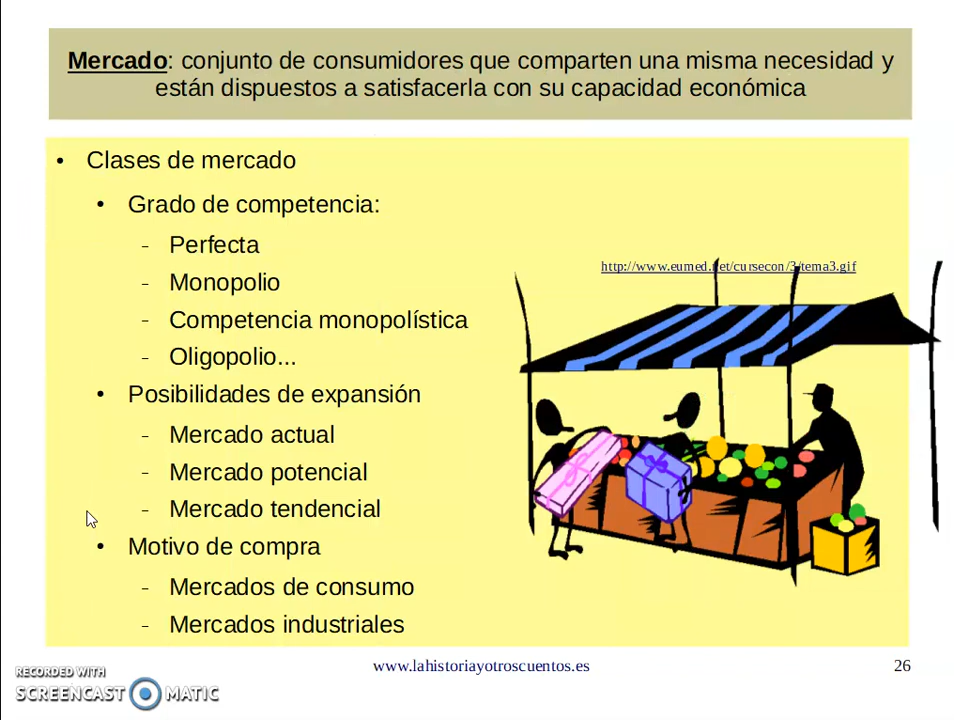 Mercado: conjunto de consumidores que comparten una misma necesidad y
están dispuestos a satisfacerla con su capacidad económica
• Clases de mercado
• Grado de competencia:
- Perfecta
- Monopolio
- Competencia monopolística
- Oligopolio...
• Posibilidades de expansión
- Mercado actual
- Mercado potencial
- Mercado tendencial
• Motivo de compra
- Mercados de consumo
- Mercados industriales
http://www.eumed.net/cursecon/3/tema3.gif
www.lahistoriayotroscuentos.es
26
RECORDED WITH
SCREENCAST MATIC